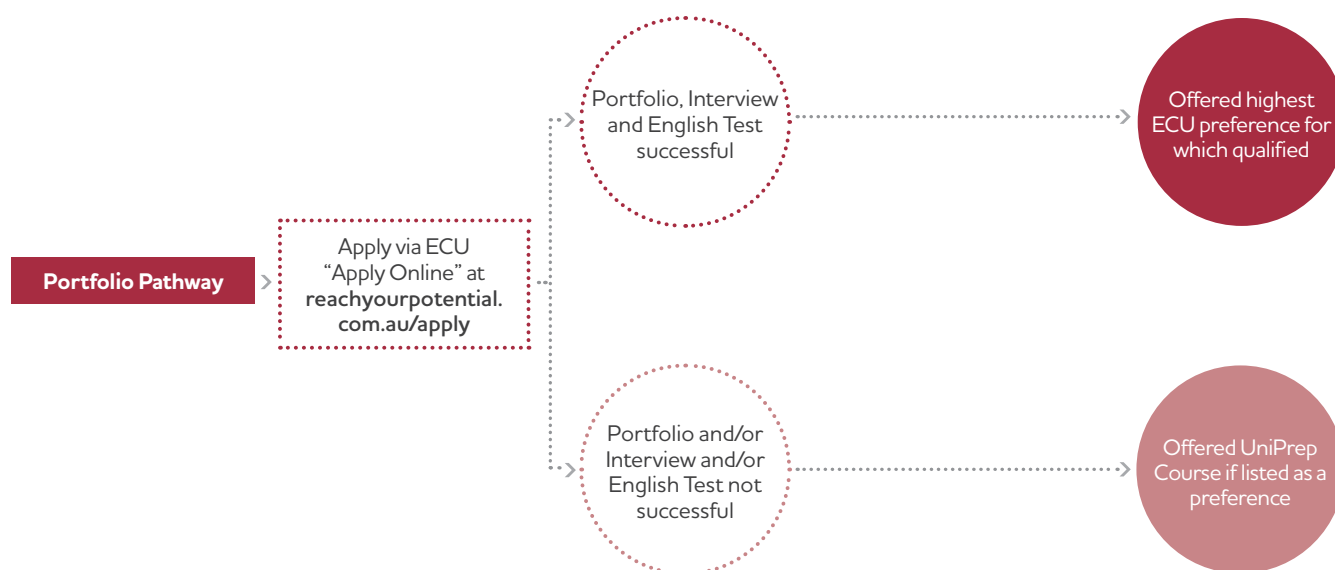 Portfolio Pathway
Apply via ECU
“Apply Online” at
reachyourpotential.
com.au/apply
Portfolio, Interview
and English Test
successful
Offered highest
ECU preference for
which qualified
Portfolio and/or
Interview and/or
English Test not
successful
Offered UniPrep
Course if listed as a
preference